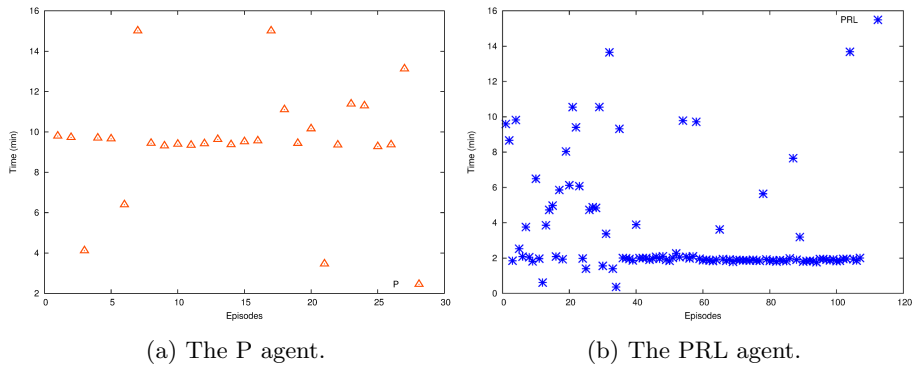 16
14
12
10
8
6
4
2
Time (min)
0 5 10 15 20 25 30
Episodes
P
(a) The P agent.
16
14
12
10
8
6
4
2
0
Time (min)
0 20 40 60 80 100 120
Episodes
PRL
(b) The PRL agent.